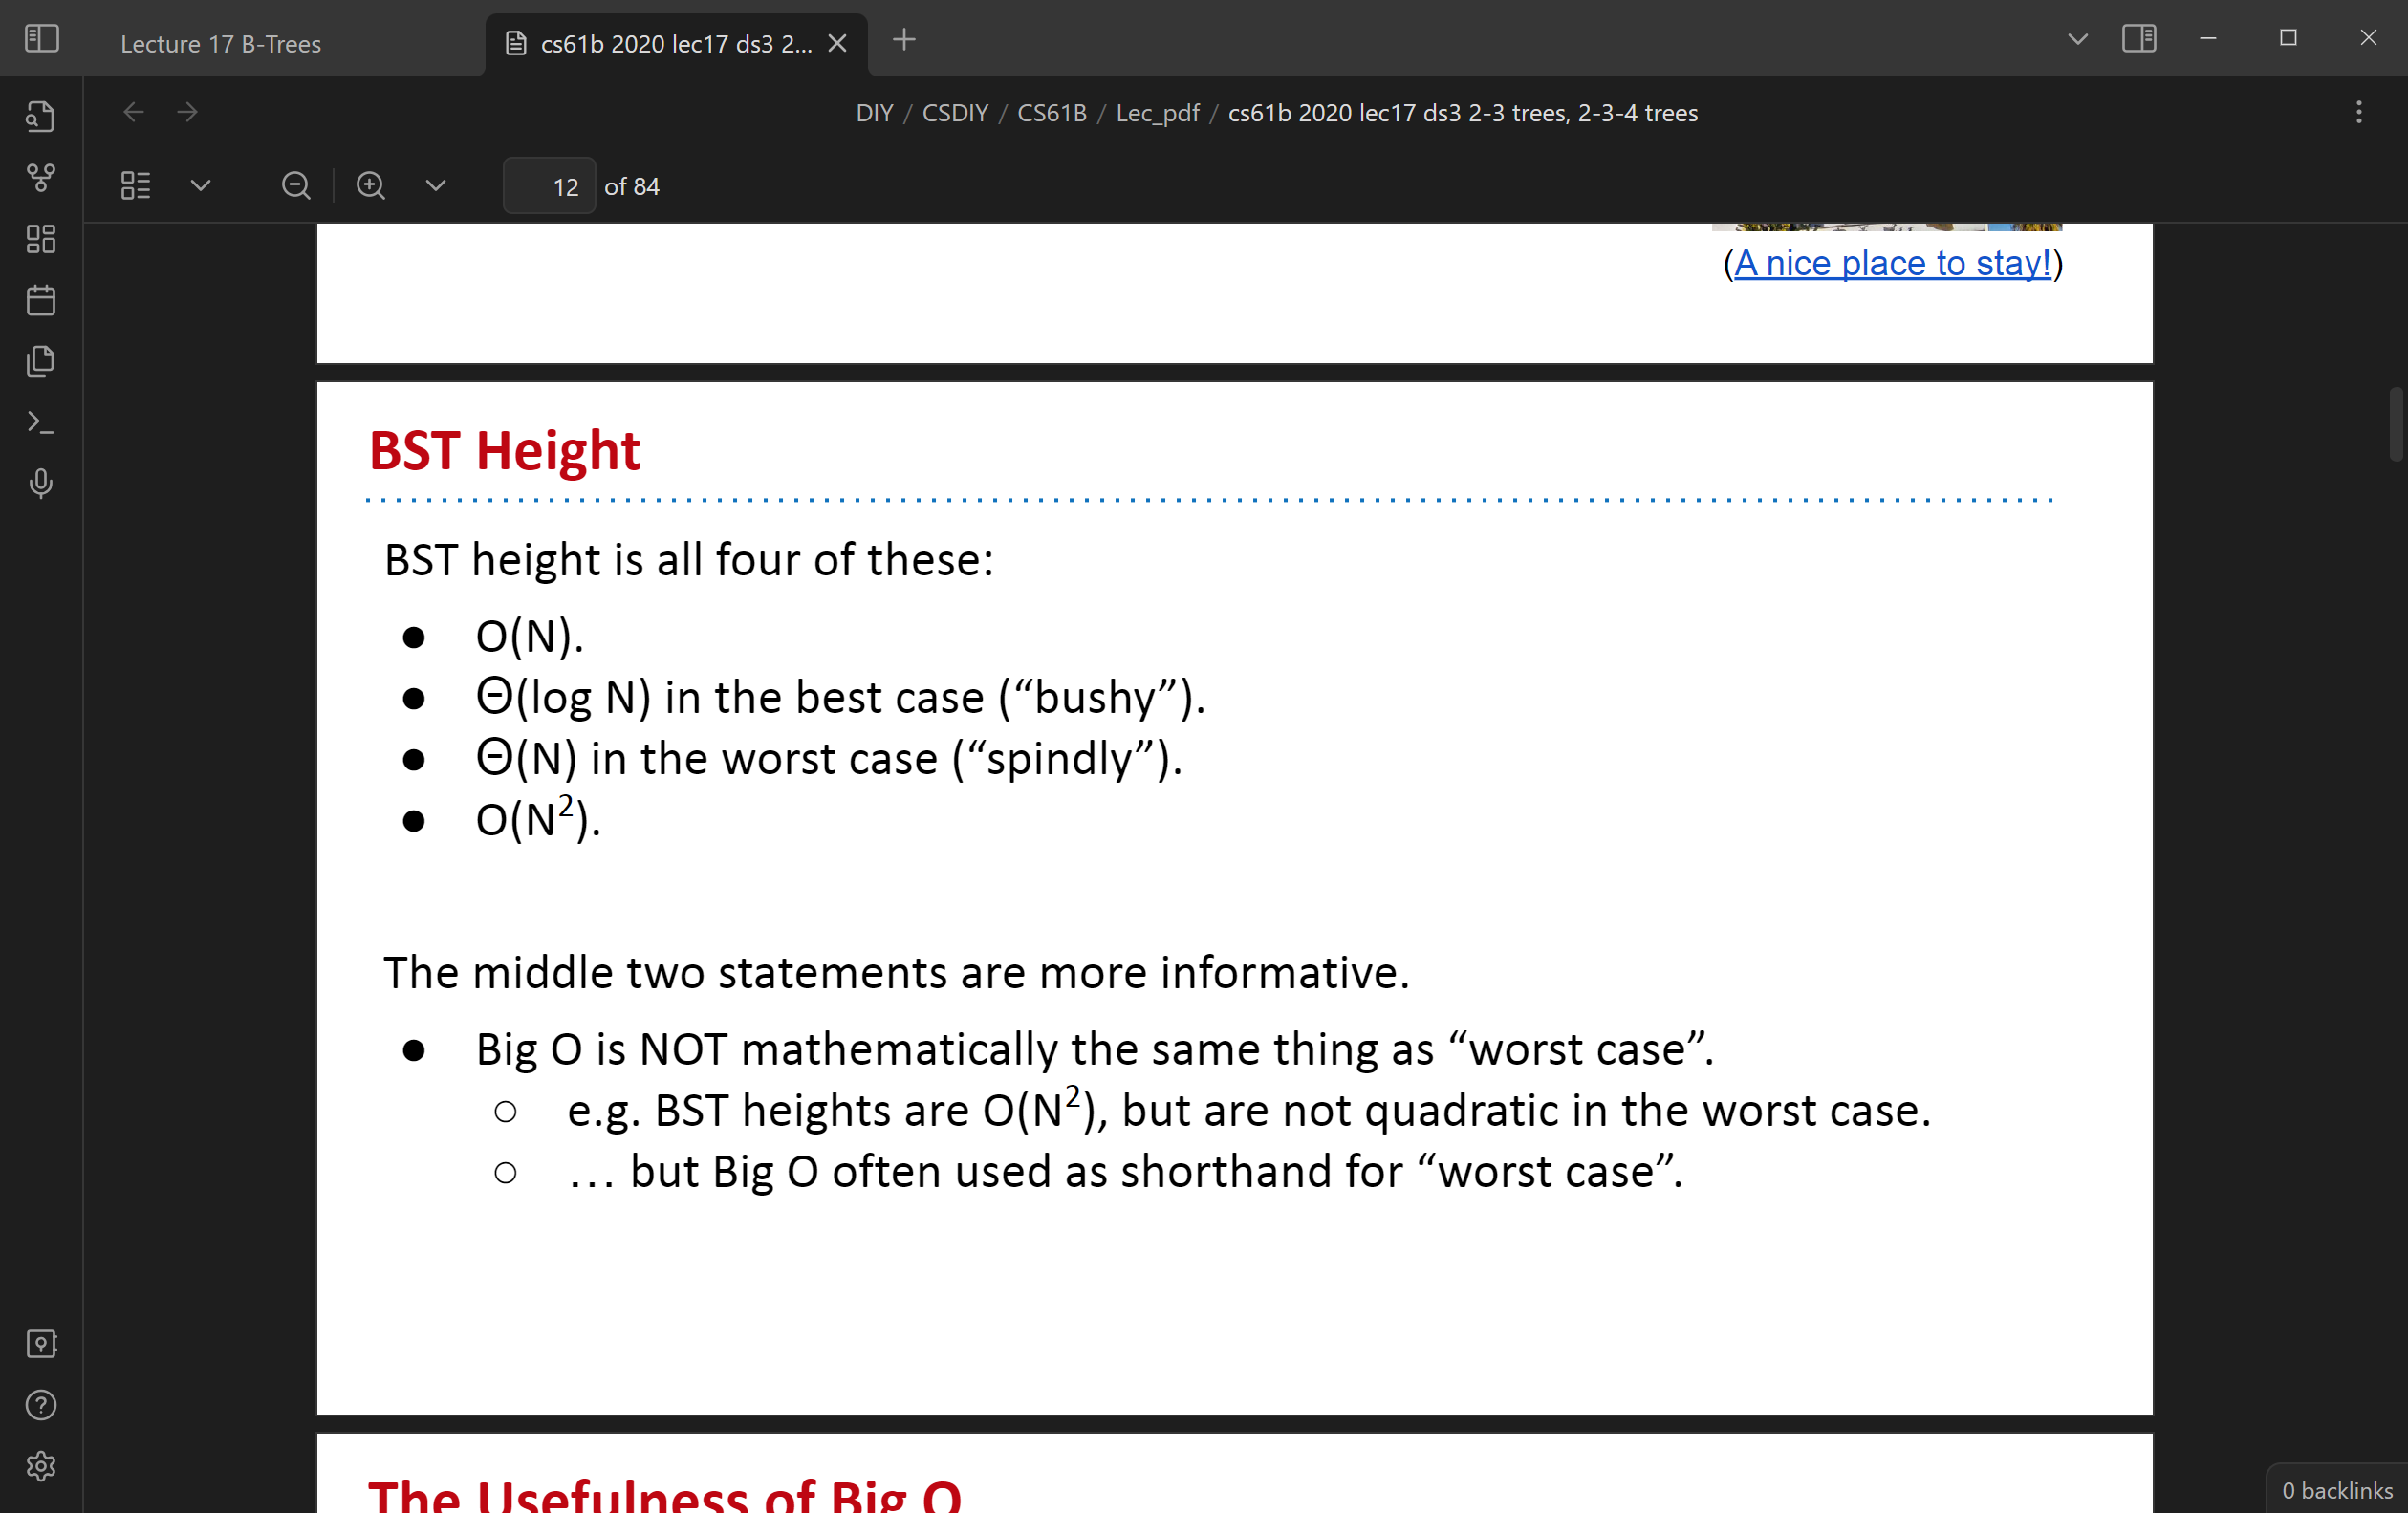 Lecture 17 B-Trees
cs61b 2020 lec17 ds3 2...
DIY / CSDIY / CS61B / Lec_pdf / cs61b 2020 lec17 ds3 2-3 trees, 2-3-4 trees
12 of 84
(A nice place to stay!)
BST Height
BST height is all four of these:
● O(N).
● Θ(log N) in the best case (“bushy”).
● Θ(N) in the worst case (“spindly”).
● O(N²).
The middle two statements are more informative.
● Big O is NOT mathematically the same thing as “worst case”.
○ e.g. BST heights are O(N²), but are not quadratic in the worst case.
○ … but Big O often used as shorthand for “worst case”.
The Usefulness of Big O
0 backlinks